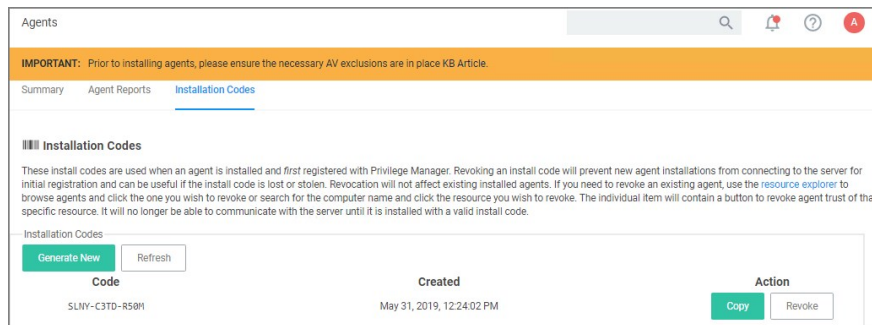 Agents
A
IMPORTANT: Prior to installing agents, please ensure the necessary AV exclusions are in place KB Article.
Summary Agent Reports Installation Codes
Installation Codes
These install codes are used when an agent is installed and first registered with Privilege Manager. Revoking an install code will prevent new agent installations from connecting to the server for
initial registration and can be useful if the install code is lost or stolen. Revocation will not affect existing installed agents. If you need to revoke an existing agent, use the resource explorer to
browse agents and click the one you wish to revoke or search for the computer name and click the resource you wish to revoke. The individual item will contain a button to revoke agent trust of tha
specific resource. It will no longer be able to communicate with the server until it is installed with a valid install code.
Installation Codes
Generate New Refresh
Code Created Action
SLNY-C3TD-R50M May 31, 2019, 12:24:02 PM Copy Revoke